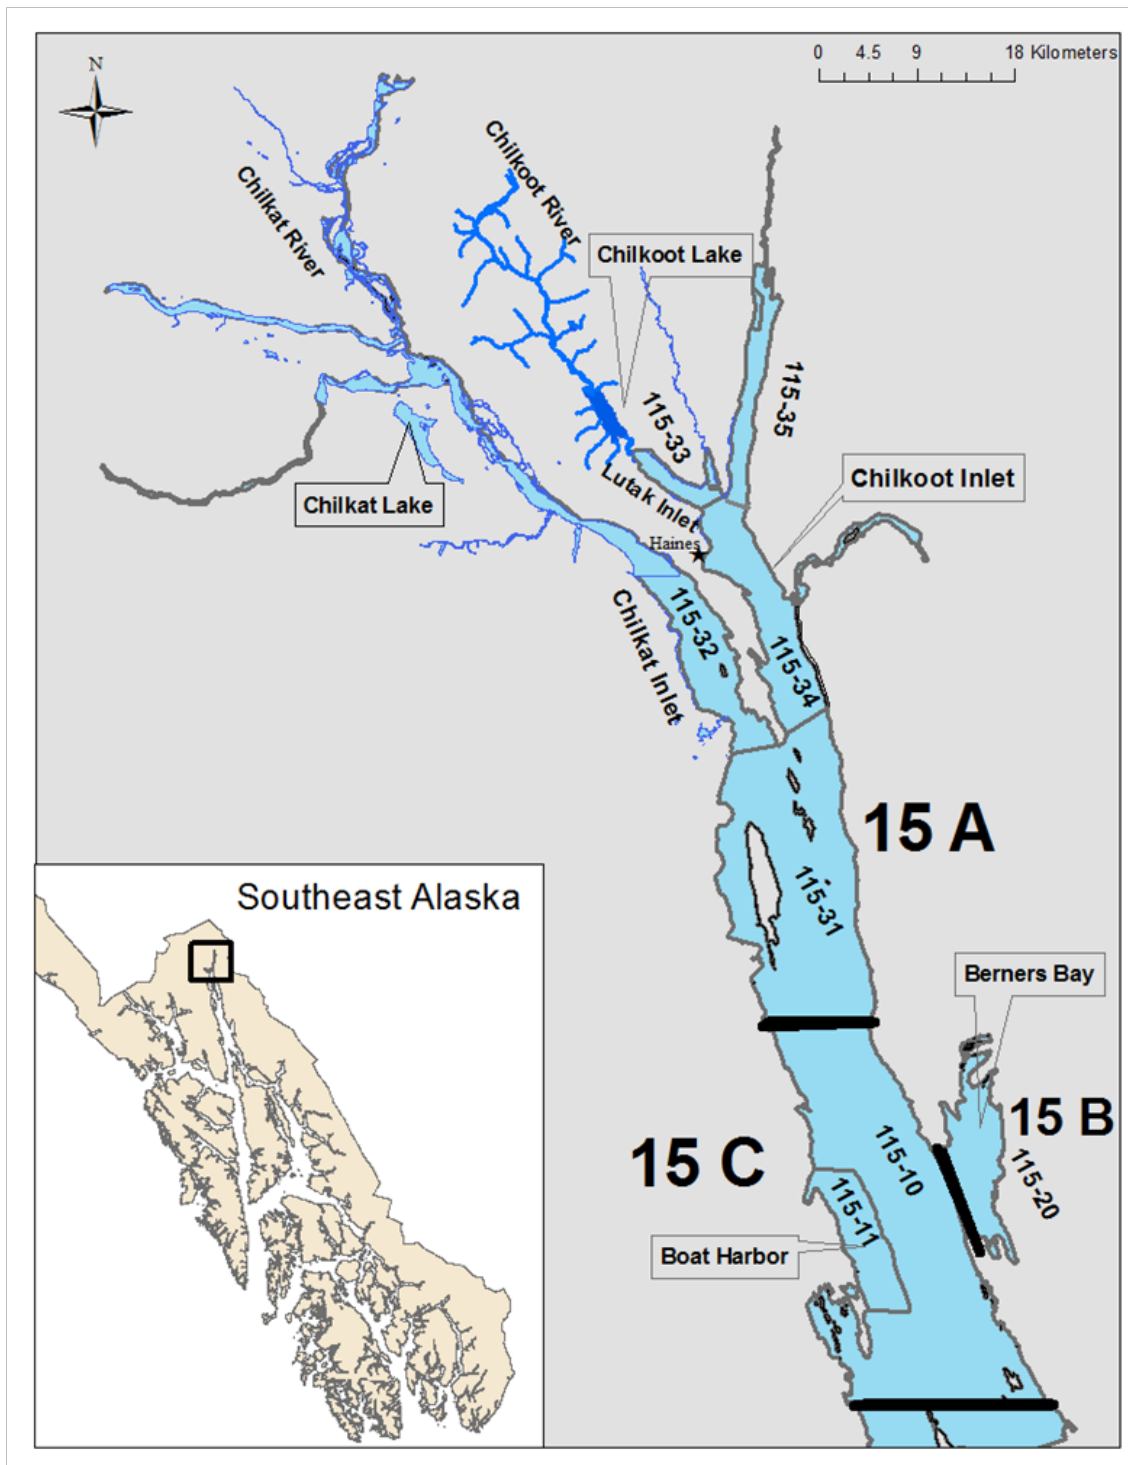 0 4.5 9 18 Kilometers
N
Chilkoot River
Chilkat River
Chilkoot Lake
115-35
115-33
Chilkoot Inlet
Lutak Inlet
Chilkat Lake
Haines
115-32
Chilkat Inlet
115-34
15 A
115-31
Southeast Alaska
Berners Bay
15 B
15 C
115-10
115-20
115-11
Boat Harbor